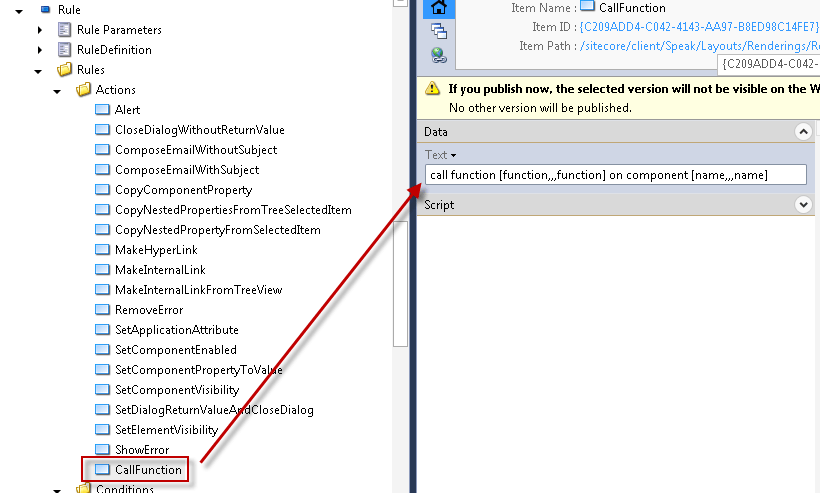 Rule
Rule Parameters
RuleDefinition
Rules
Actions
Alert
CloseDialogWithoutReturnValue
ComposeEmailWithoutSubject
ComposeEmailWithSubject
CopyComponentProperty
CopyNestedPropertiesFromTreeSelectedItem
CopyNestedPropertyFromSelectedItem
MakeHyperLink
MakeInternalLink
MakeInternalLinkFromTreeView
RemoveError
SetApplicationAttribute
SetComponentEnabled
SetComponentPropertyToValue
SetComponentVisibility
SetDialogReturnValueAndCloseDialog
SetElementVisibility
ShowError
CallFunction
Conditions
Item Name : CallFunction
Item ID : {C209ADD4-C042-4143-AA97-B8ED98C14FE7}
Item Path : /sitecore/client/Speak/Layouts/Renderings/R
{C209ADD4-C042-
If you publish now, the selected version will not be visible on the W
No other version will be published.
Data
Text
call function [function,,,function] on component [name,,,name]
Script